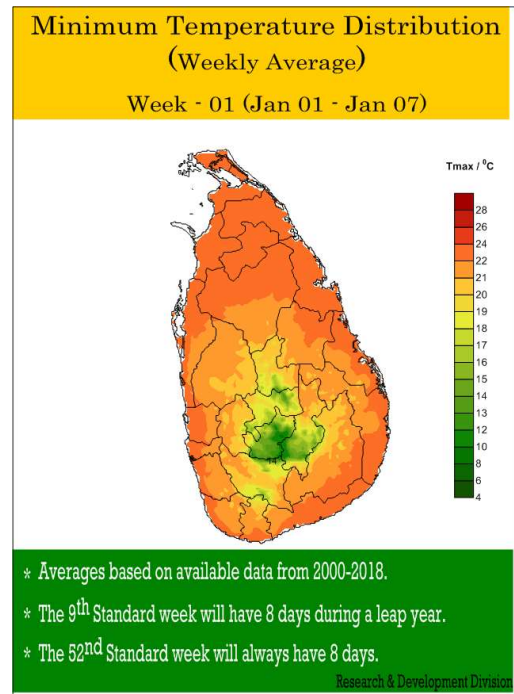 Minimum Temperature Distribution
(Weekly Average)
Week - 01 (Jan 01 - Jan 07)
Tmax / ⁰C
28
26
24
22
21
20
19
18
17
16
15
14
13
12
10
8
6
4
* Averages based on available data from 2000-2018.
* The 9th Standard week will have 8 days during a leap year.
* The 52nd Standard week will always have 8 days.
Research & Development Division